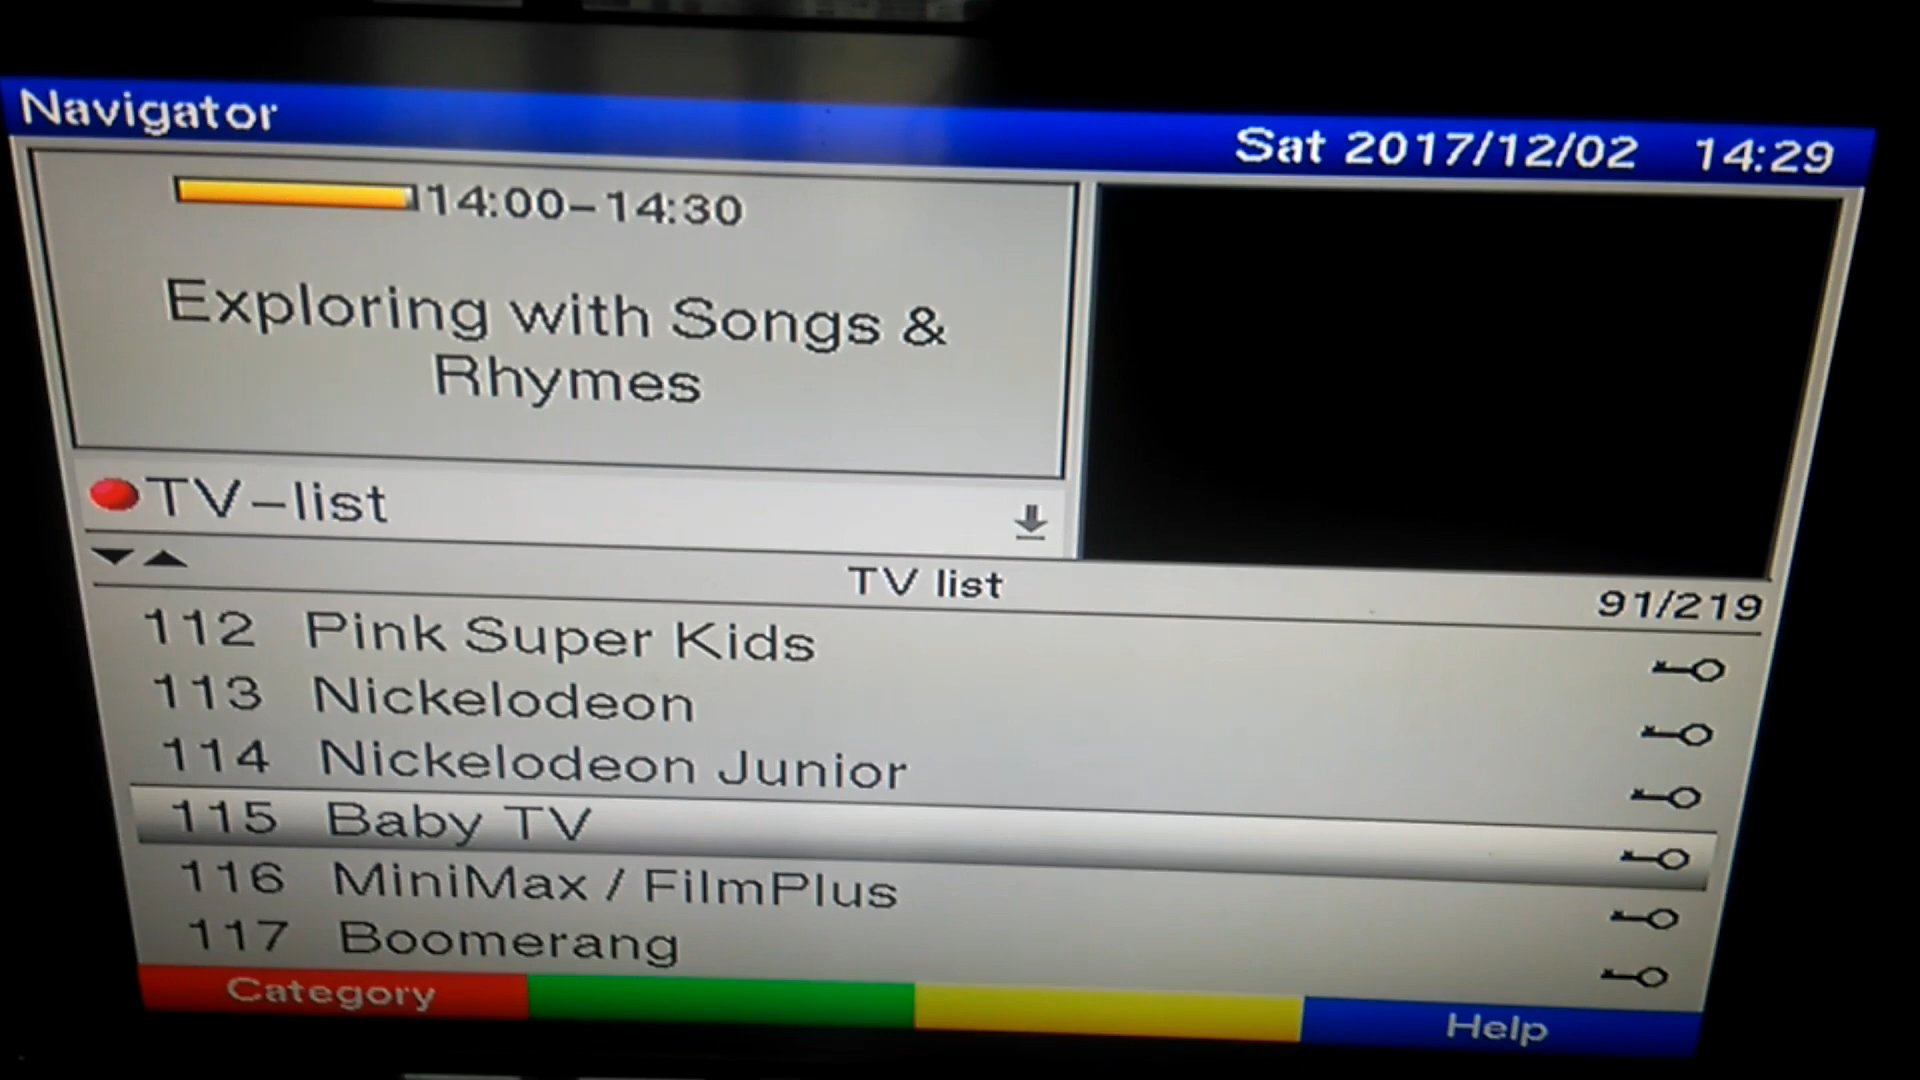 Navigator
Sat 2017/12/02 14:29
14:00-14:30
Exploring with Songs &
Rhymes
TV-list
TV list
91/219
112 Pink Super Kids
113 Nickelodeon
114 Nickelodeon Junior
115 Baby TV
116 MiniMax / FilmPlus
117 Boomerang
Category
Help